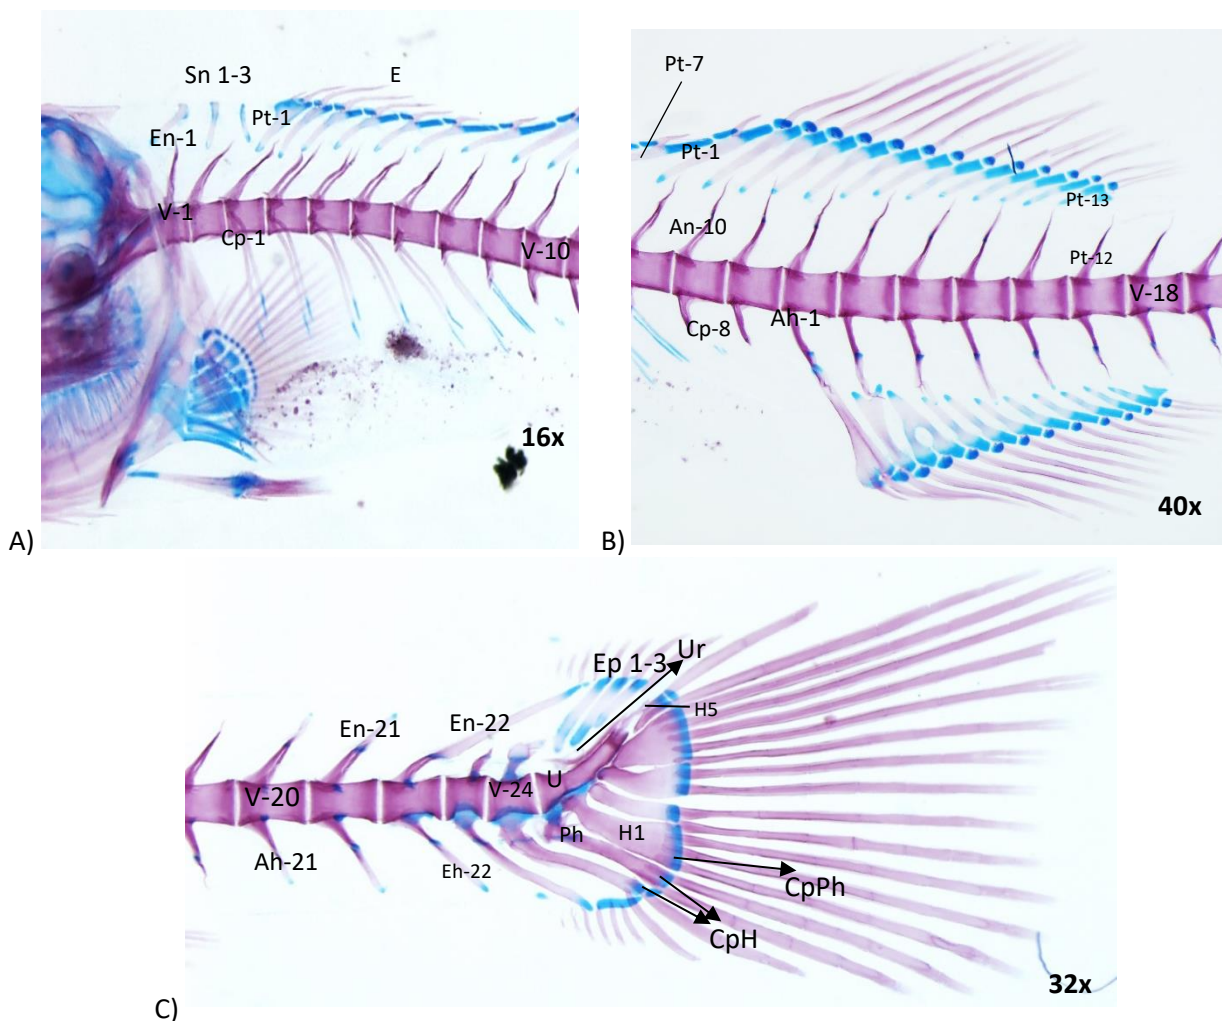 Sn 1-3
E
Pt-1
En-1
V-1
Cp-1
V-10
16x
A)
Pt-7
Pt-1
Pt-13
An-10
Pt-12
V-18
Cp-8
Ah-1
40x
B)
Ep 1-3
Ur
H5
En-21
En-22
V-20
V-24
U
Ph
H1
Ah-21
Eh-22
CpPh
CpH
32x
C)